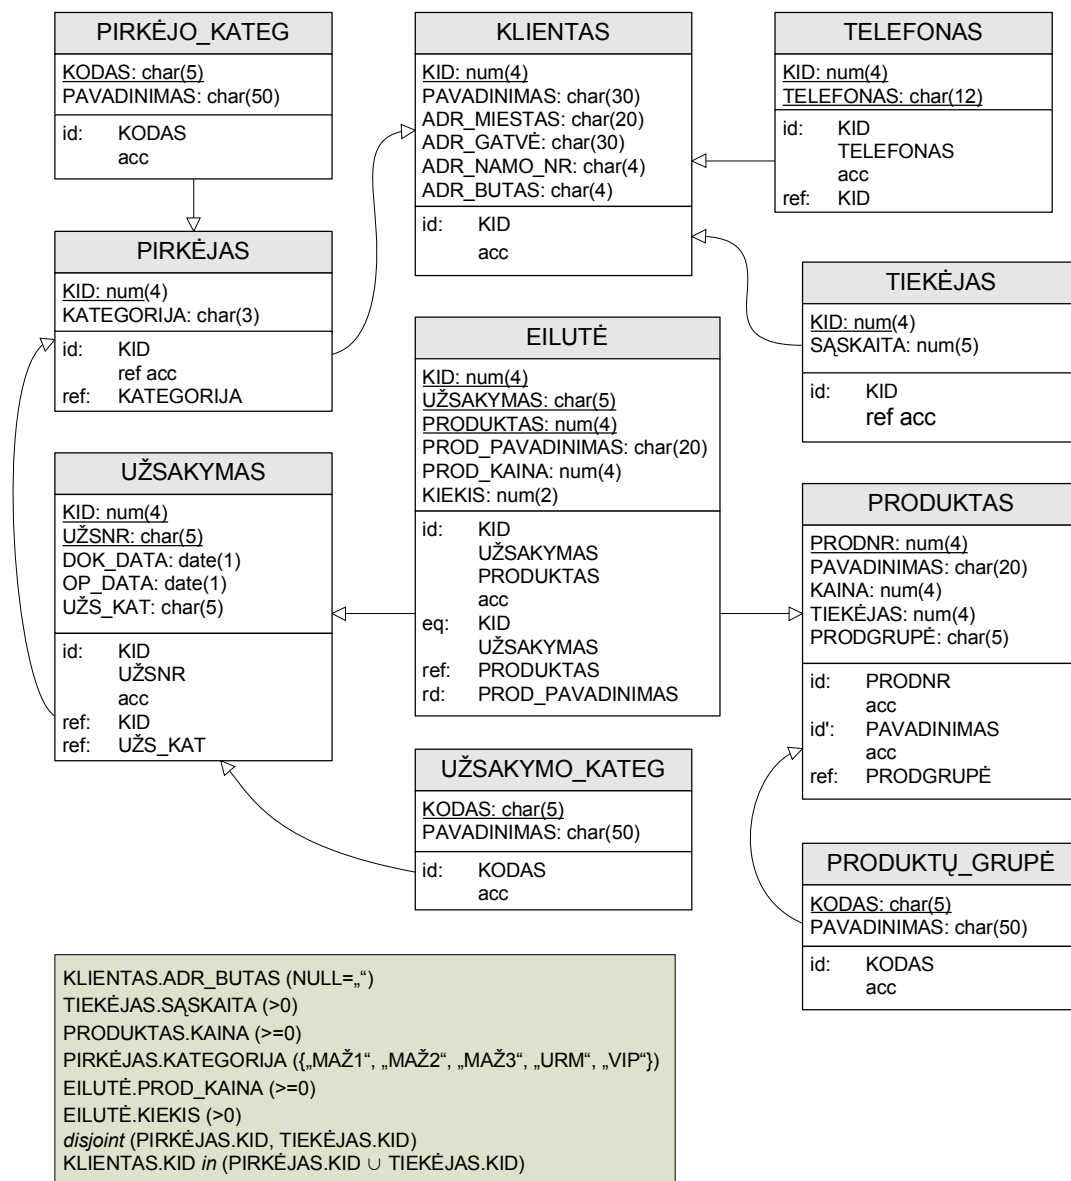 PIRKĖJO_KATEG
KODAS: char(5)
PAVADINIMAS: char(50)
id: KODAS
acc
KLIENTAS
KID: num(4)
PAVADINIMAS: char(30)
ADR_MIESTAS: char(20)
ADR_GATVĖ: char(30)
ADR_NAMO_NR: char(4)
ADR_BUTAS: char(4)
id: KID
acc
TELEFONAS
KID: num(4)
TELEFONAS: char(12)
id: KID
TELEFONAS
acc
ref: KID
PIRKĖJAS
KID: num(4)
KATEGORIJA: char(3)
id: KID
ref acc
ref: KATEGORIJA
TIEKĖJAS
KID: num(4)
SĄSKAITA: num(5)
id: KID
ref acc
EILUTĖ
KID: num(4)
UŽSAKYMAS: char(5)
PRODUKTAS: num(4)
PROD_PAVADINIMAS: char(20)
PROD_KAINA: num(4)
KIEKIS: num(2)
id: KID
UŽSAKYMAS
PRODUKTAS
acc
eq: KID
UŽSAKYMAS
ref: PRODUKTAS
rd: PROD_PAVADINIMAS
UŽSAKYMAS
KID: num(4)
UŽSNR: char(5)
DOK_DATA: date(1)
OP_DATA: date(1)
UŽS_KAT: char(5)
id: KID
UŽSNR
acc
ref: KID
ref: UŽS_KAT
PRODUKTAS
PRODNR: num(4)
PAVADINIMAS: char(20)
KAINA: num(4)
TIEKĖJAS: num(4)
PRODGRUPĖ: char(5)
id: PRODNR
acc
id': PAVADINIMAS
acc
ref: PRODGRUPĖ
UŽSAKYMO_KATEG
KODAS: char(5)
PAVADINIMAS: char(50)
id: KODAS
acc
PRODUKTŲ_GRUPĖ
KODAS: char(5)
PAVADINIMAS: char(50)
id: KODAS
acc
KLIENTAS.ADR_BUTAS (NULL=„“)
TIEKĖJAS.SĄSKAITA (>0)
PRODUKTAS.KAINA (>=0)
PIRKĖJAS.KATEGORIJA ({„MAŽ1“, „MAŽ2“, „MAŽ3“, „URM“, „VIP“})
EILUTĖ.PROD_KAINA (>=0)
EILUTĖ.KIEKIS (>0)
disjoint (PIRKĖJAS.KID, TIEKĖJAS.KID)
KLIENTAS.KID in (PIRKĖJAS.KID ∪ TIEKĖJAS.KID)